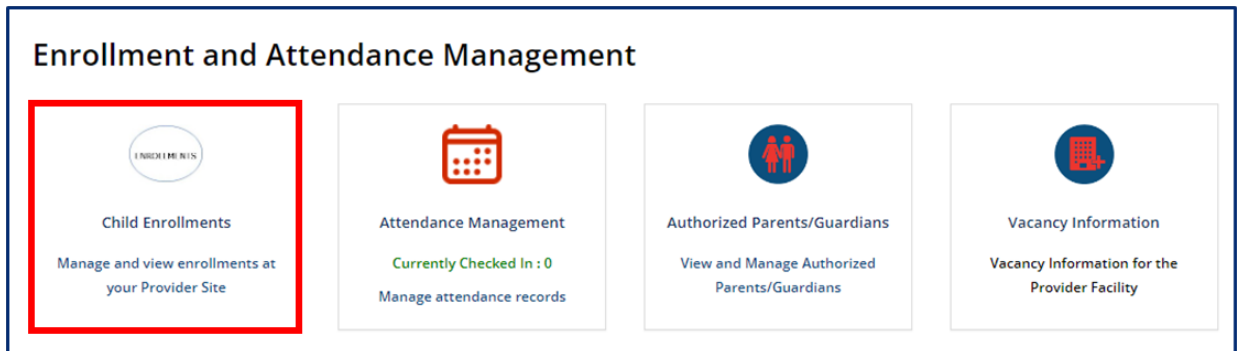 Enrollment and Attendance Management
ENROLLMENTS
Child Enrollments
Manage and view enrollments at
your Provider Site
Attendance Management
Currently Checked In : 0
Manage attendance records
Authorized Parents/Guardians
View and Manage Authorized
Parents/Guardians
Vacancy Information
Vacancy Information for the
Provider Facility